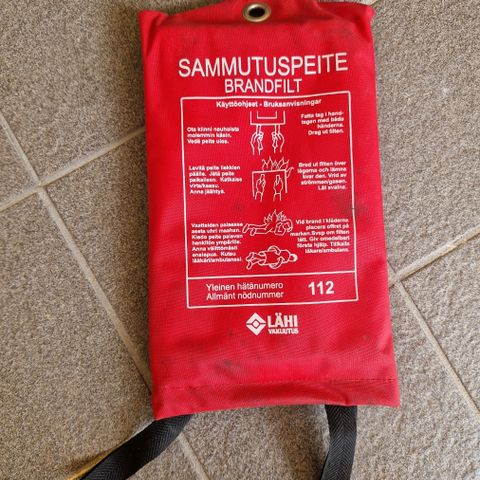 SAMMUTUSPEITE
BRANDFILT
Käyttöohjeet - Bruksanvisningar
Ota kiinni nauhoista
molemmin käsin.
Vedä peite ulos.
Fatta tag i hand-
tagen med båda
händerna.
Drag ut filten.
Levitä peite liekkien
päälle. Jätä peite
paikalleen. Katkaise
virta/kaasu.
Anna jäähtyä.
Bred ut filten över
lågorna och lämna
över den. Vrid av
strömmen/gasen.
Låt svalna.
Vaatteiden palaessa
aseta uhri maahan.
Kiedo peite palavan
henkilön ympärille.
Anna välittömästi
ensiapua. Kutsu
lääkäri/ambulanssi.
Vid brand i kläderna
placera offret på
marken. Svep om filten
tätt. Giv omedelbart
första hjälp. Tillkalla
läkare/ambulans.
Yleinen hätänumero
Allmänt nödnummer
112
LÄHI
VAKUUTUS